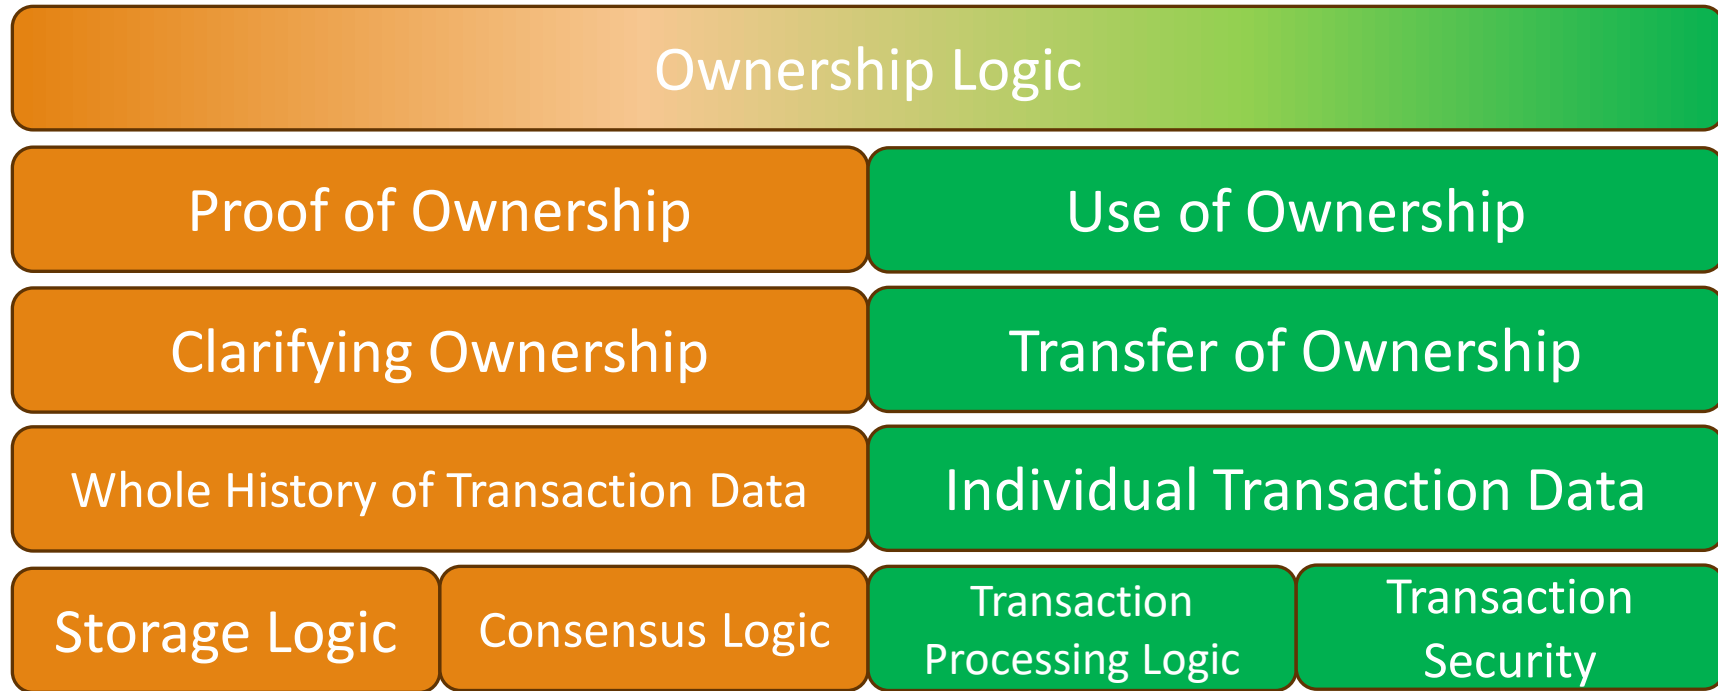 Ownership Logic
Proof of Ownership
Use of Ownership
Clarifying Ownership
Transfer of Ownership
Whole History of Transaction Data
Individual Transaction Data
Storage Logic
Consensus Logic
Transaction
Processing Logic
Transaction
Security